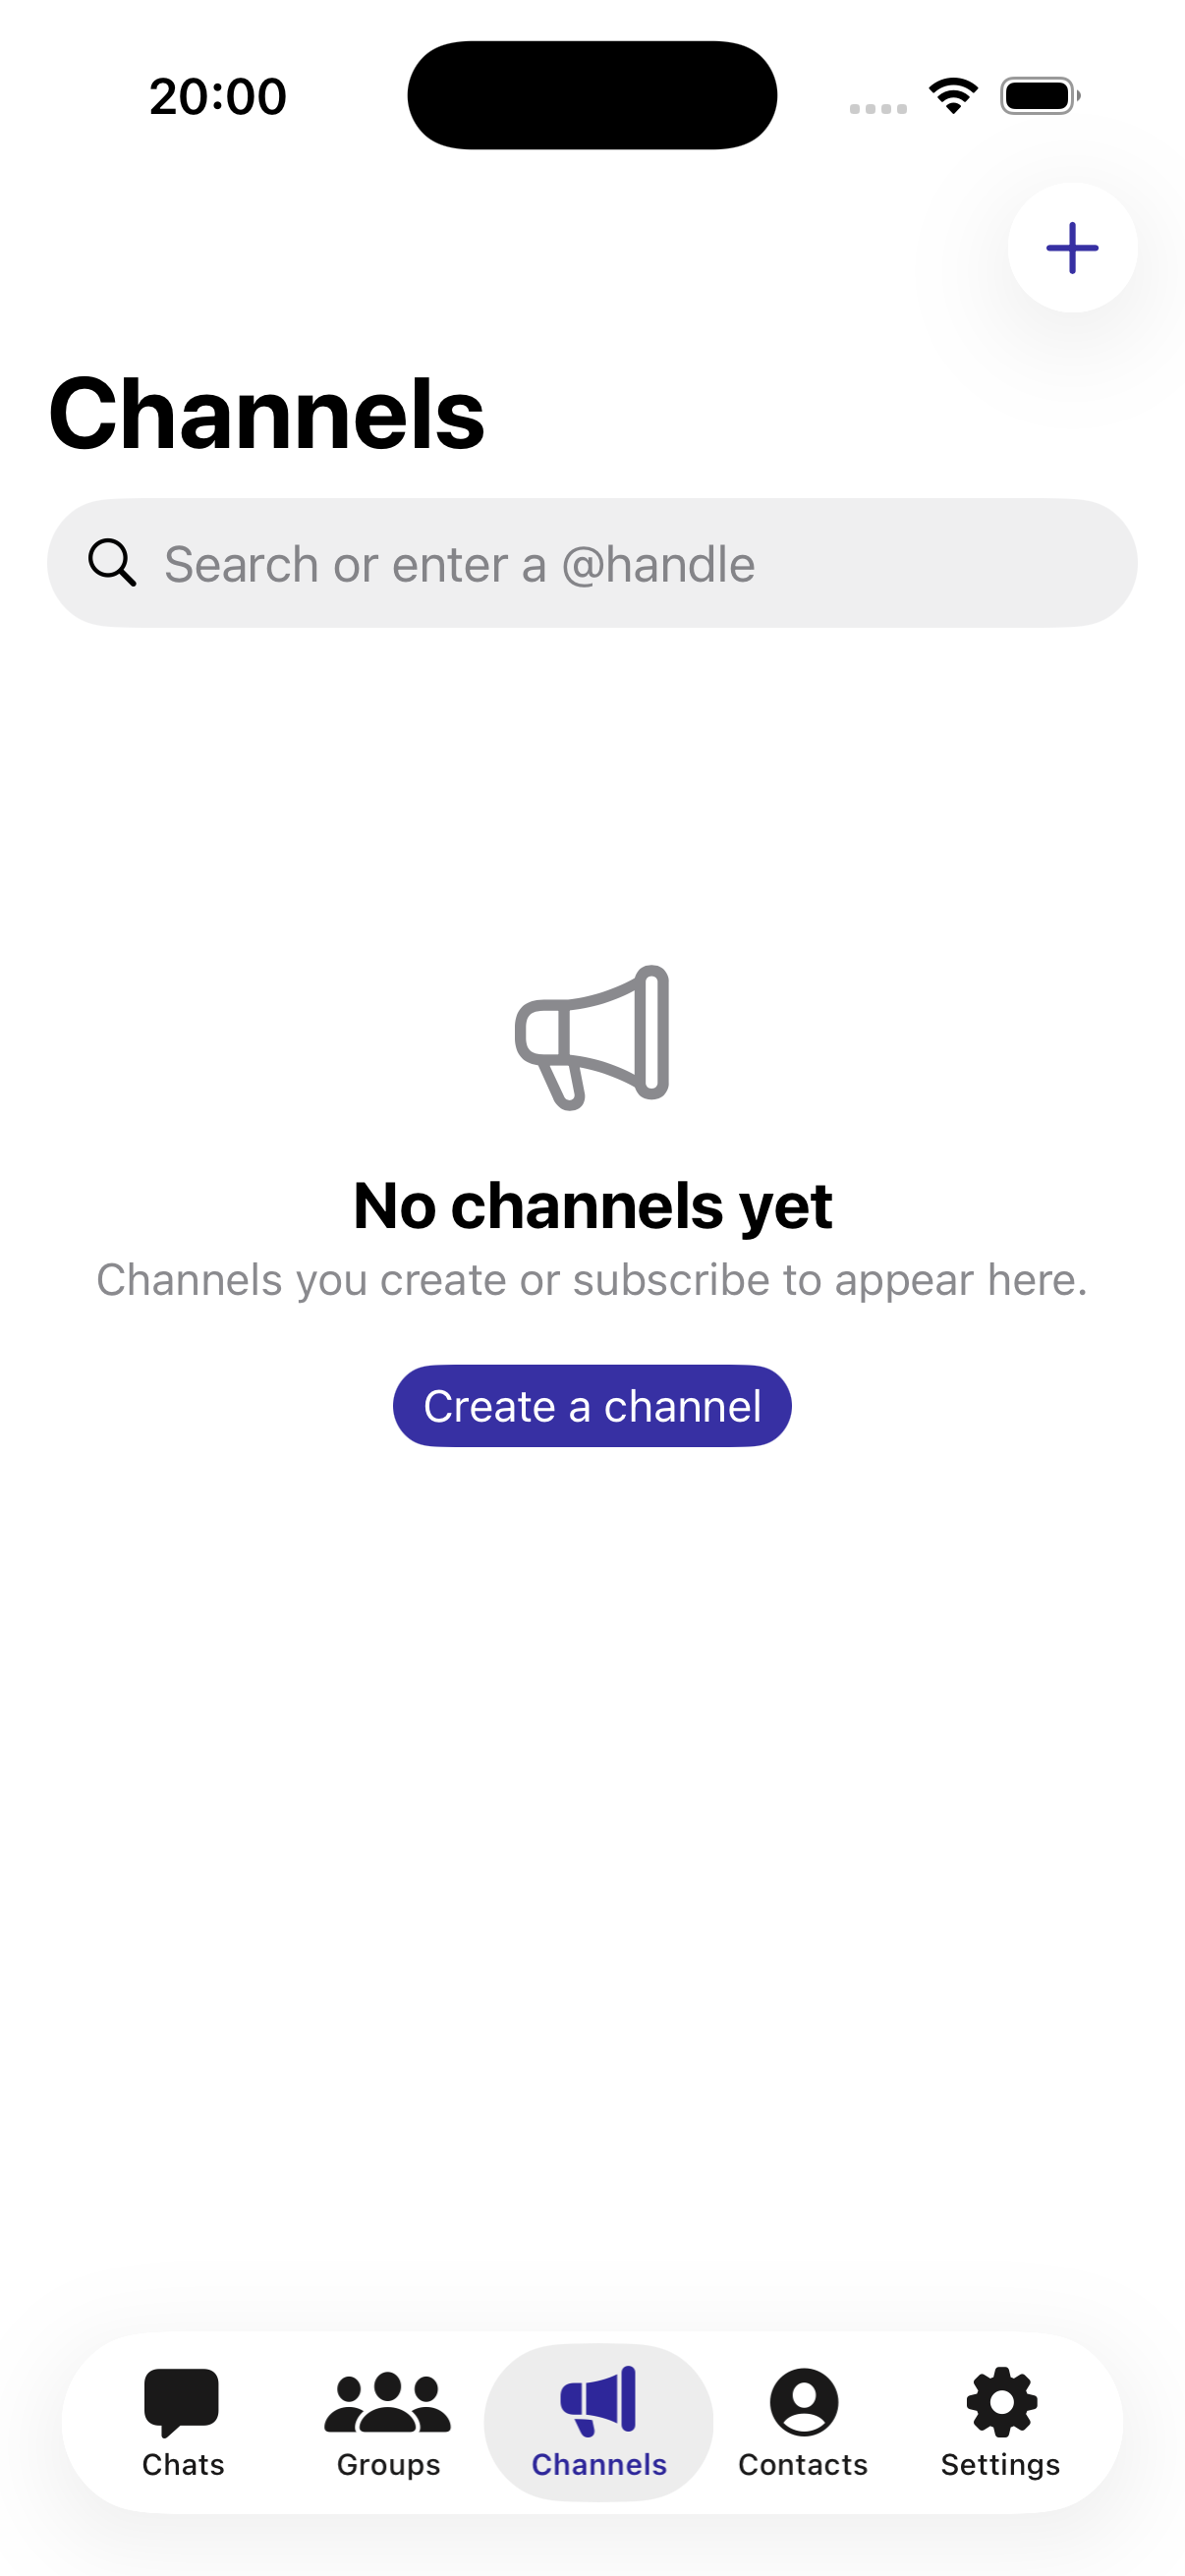 20:00
Channels
Search or enter a @handle
No channels yet
Channels you create or subscribe to appear here.
Create a channel
Chats Groups Channels Contacts Settings